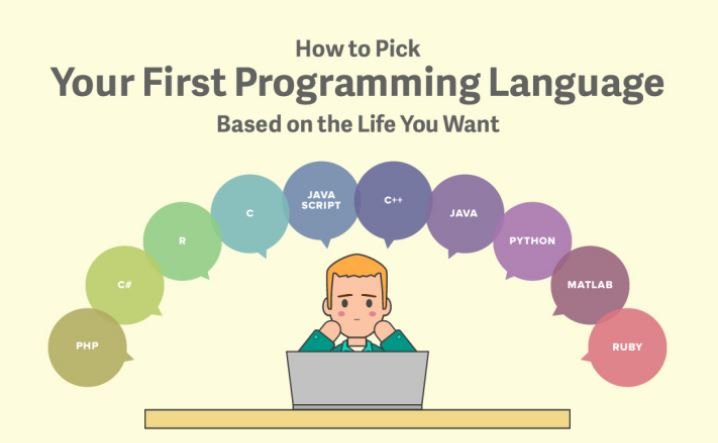 How to Pick
Your First Programming Language
Based on the Life You Want
PHP
C#
R
C
JAVA
SCRIPT
C++
JAVA
PYTHON
MATLAB
RUBY